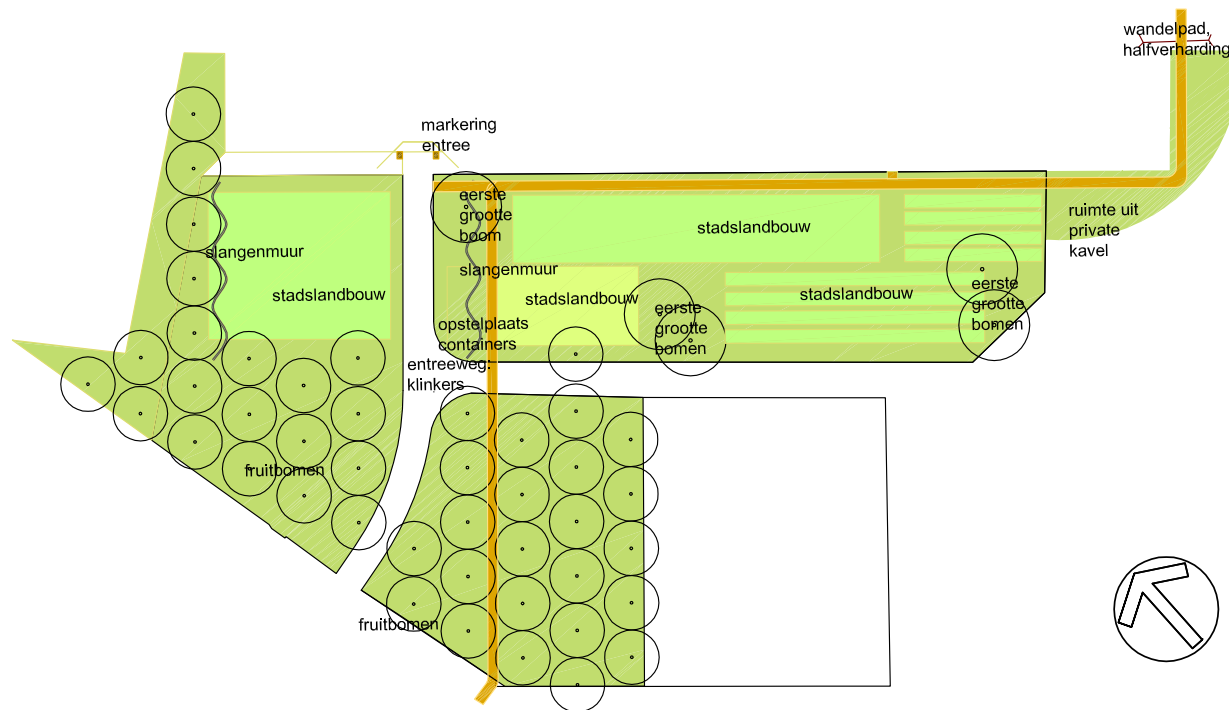 wandelpad,
halfverharding
markering
entree
eerste
grootte
boom
slangenmuur
stadslandbouw
stadslandbouw
ruimte uit
private
kavel
slangenmuur
stadslandbouw
eerste
grootte
bomen
stadslandbouw
eerste
grootte
bomen
opstelplaats
containers
entreeweg:
klinkers
fruitbomen
fruitbomen